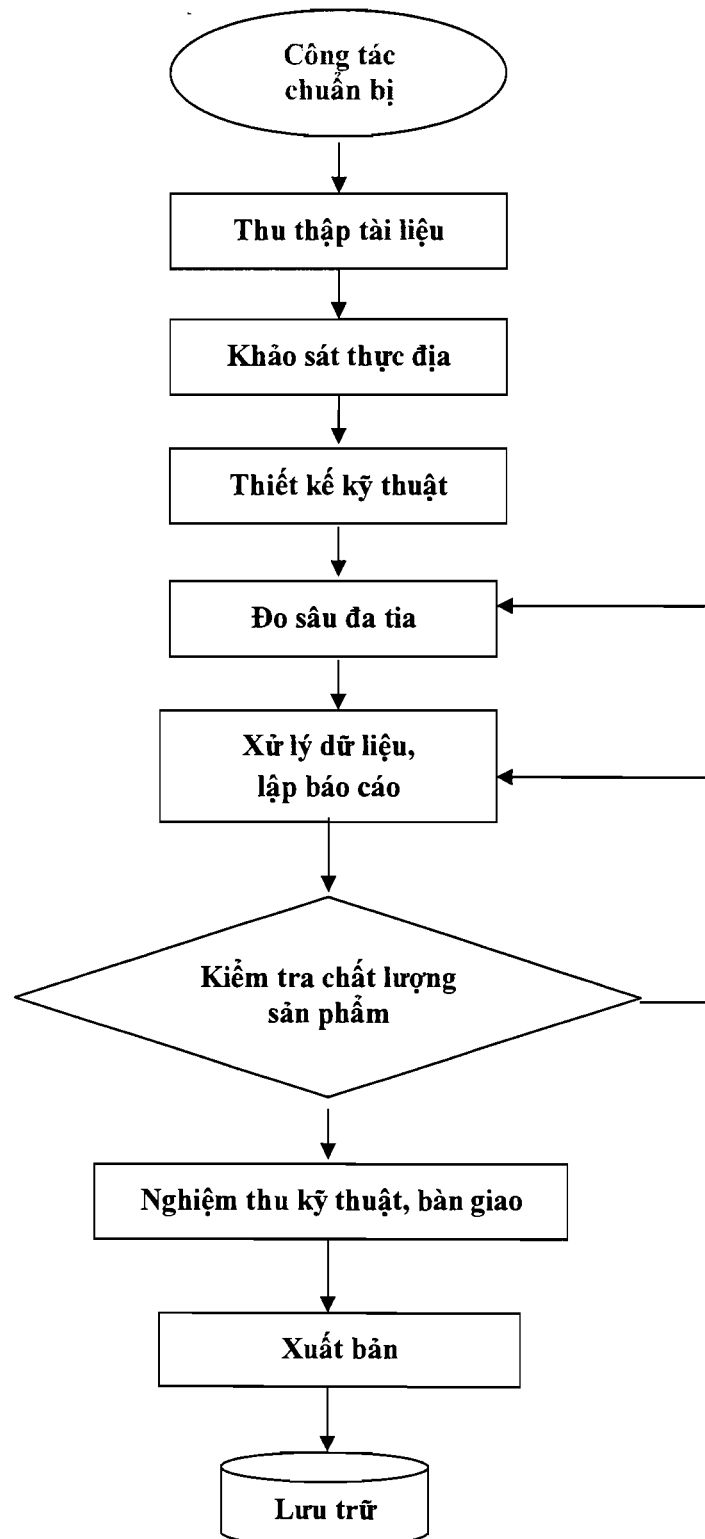 Công tác
chuẩn bị
Thu thập tài liệu
Khảo sát thực địa
Thiết kế kỹ thuật
Đo sâu đa tia
Xử lý dữ liệu,
lập báo cáo
Kiểm tra chất lượng
sản phẩm
Nghiệm thu kỹ thuật, bàn giao
Xuất bản
Lưu trữ